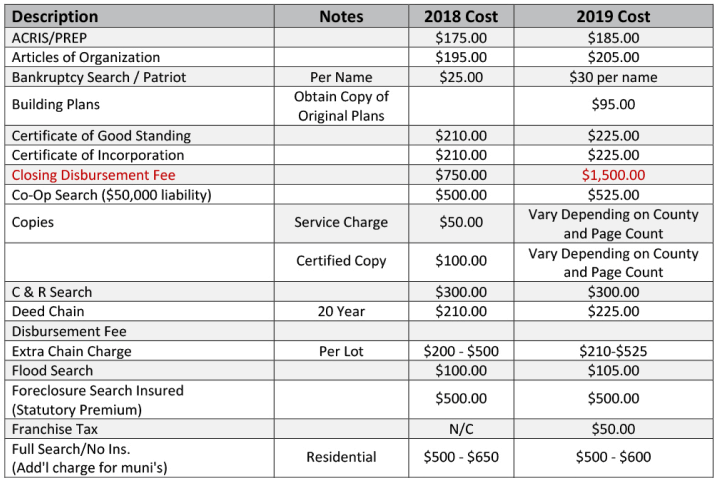 Description Notes 2018 Cost 2019 Cost
ACRIS/PREP $175.00 $185.00
Articles of Organization $195.00 $205.00
Bankruptcy Search / Patriot Per Name $25.00 $30 per name
Building Plans Obtain Copy of Original Plans $95.00
Certificate of Good Standing $210.00 $225.00
Certificate of Incorporation $210.00 $225.00
Closing Disbursement Fee $750.00 $1,500.00
Co-Op Search ($50,000 liability) $500.00 $525.00
Copies Service Charge $50.00 Vary Depending on County and Page Count
Certified Copy $100.00 Vary Depending on County and Page Count
C & R Search $300.00 $300.00
Deed Chain 20 Year $210.00 $225.00
Disbursement Fee
Extra Chain Charge Per Lot $200 - $500 $210-$525
Flood Search $100.00 $105.00
Foreclosure Search Insured (Statutory Premium) $500.00 $500.00
Franchise Tax N/C $50.00
Full Search/No Ins. (Add'l charge for muni's) Residential $500 - $650 $500 - $600